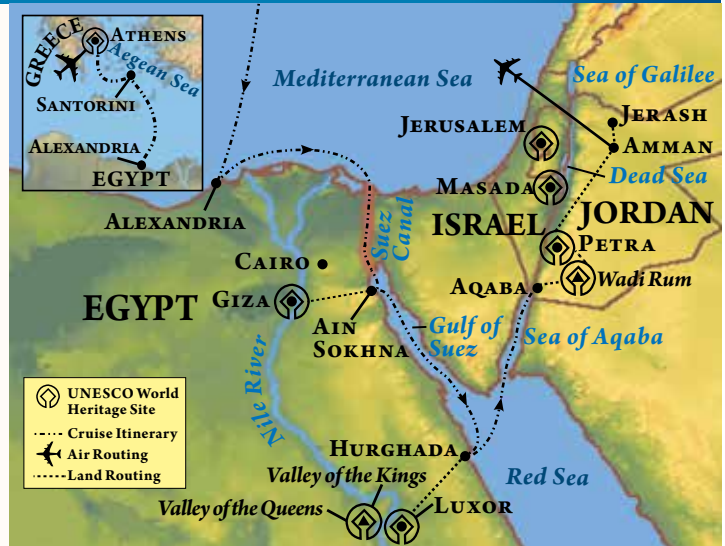 GREECE
ATHENS
Aegean Sea
SANTORINI
ALEXANDRIA
EGYPT
Mediterranean Sea
Sea of Galilee
JERUSALEM
JERASH
AMMAN
MASADA
Dead Sea
ALEXANDRIA
Suez
Canal
ISRAEL
JORDAN
PETRA
CAIRO
AQABA
Wadi Rum
EGYPT
GIZA
AIN
SOKHNA
Gulf of
Suez
Sea of Aqaba
Nile River
UNESCO World
Heritage Site
Cruise Itinerary
Air Routing
Land Routing
HURGHADA
Valley of the Kings
Red Sea
Valley of the Queens
LUXOR